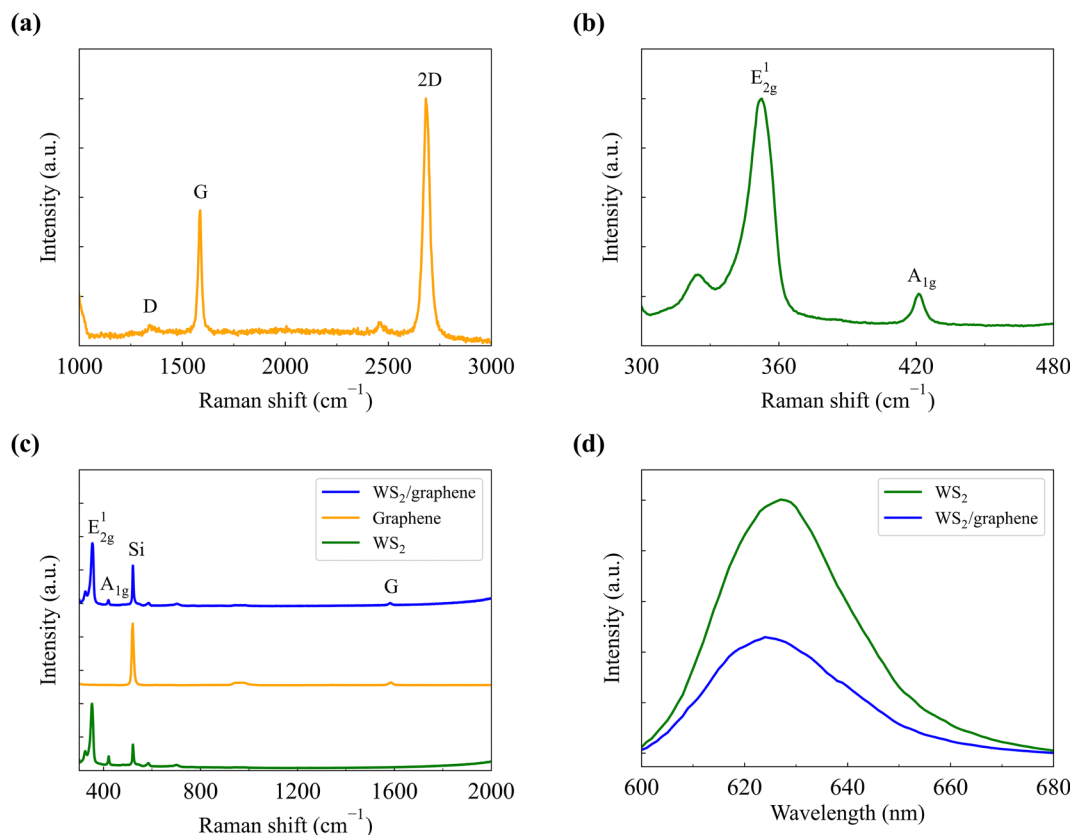 (a)
2D
G
D
Intensity (a.u.)
1000 1500 2000 2500 3000
Raman shift (cm⁻¹)
(b)
E¹₂g
A₁g
Intensity (a.u.)
300 360 420 480
Raman shift (cm⁻¹)
(c)
WS₂/graphene
Graphene
WS₂
E¹₂g
A₁g
Si
G
Intensity (a.u.)
400 800 1200 1600 2000
Raman shift (cm⁻¹)
(d)
WS₂
WS₂/graphene
Intensity (a.u.)
600 620 640 660 680
Wavelength (nm)